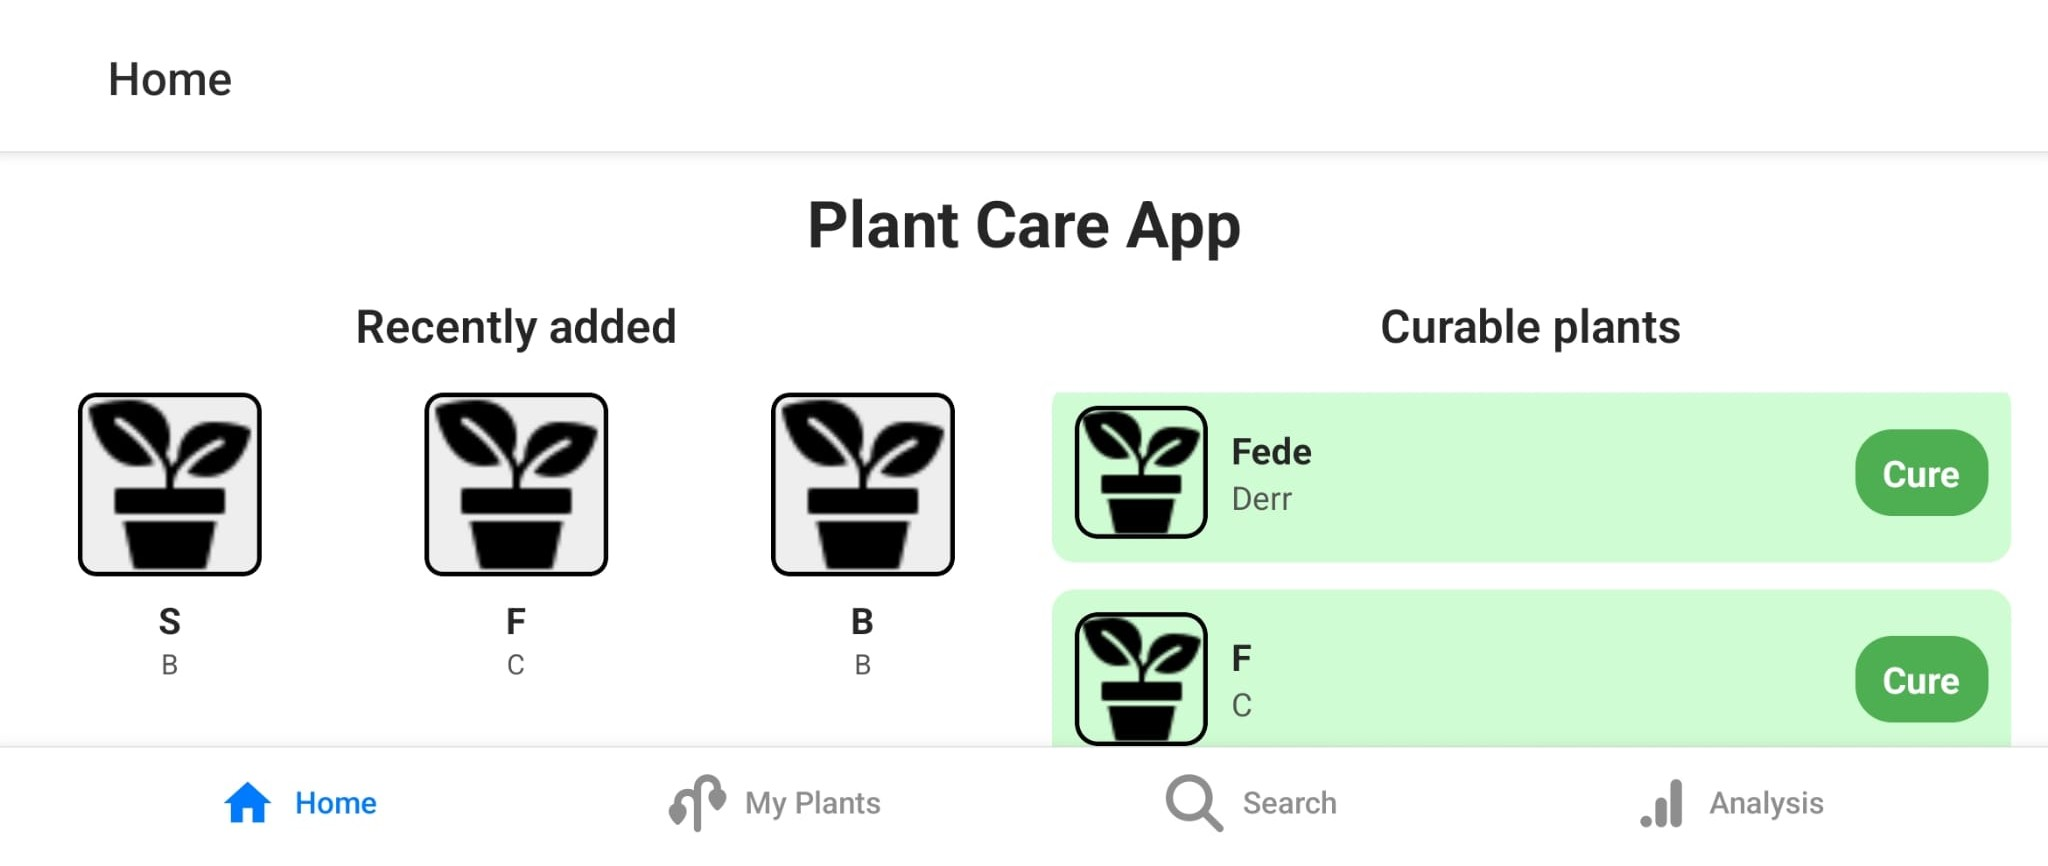 Home
Plant Care App
Recently added
S
B
F
C
B
B
Curable plants
Fede
Derr
Cure
F
C
Cure
Home
My Plants
Search
Analysis